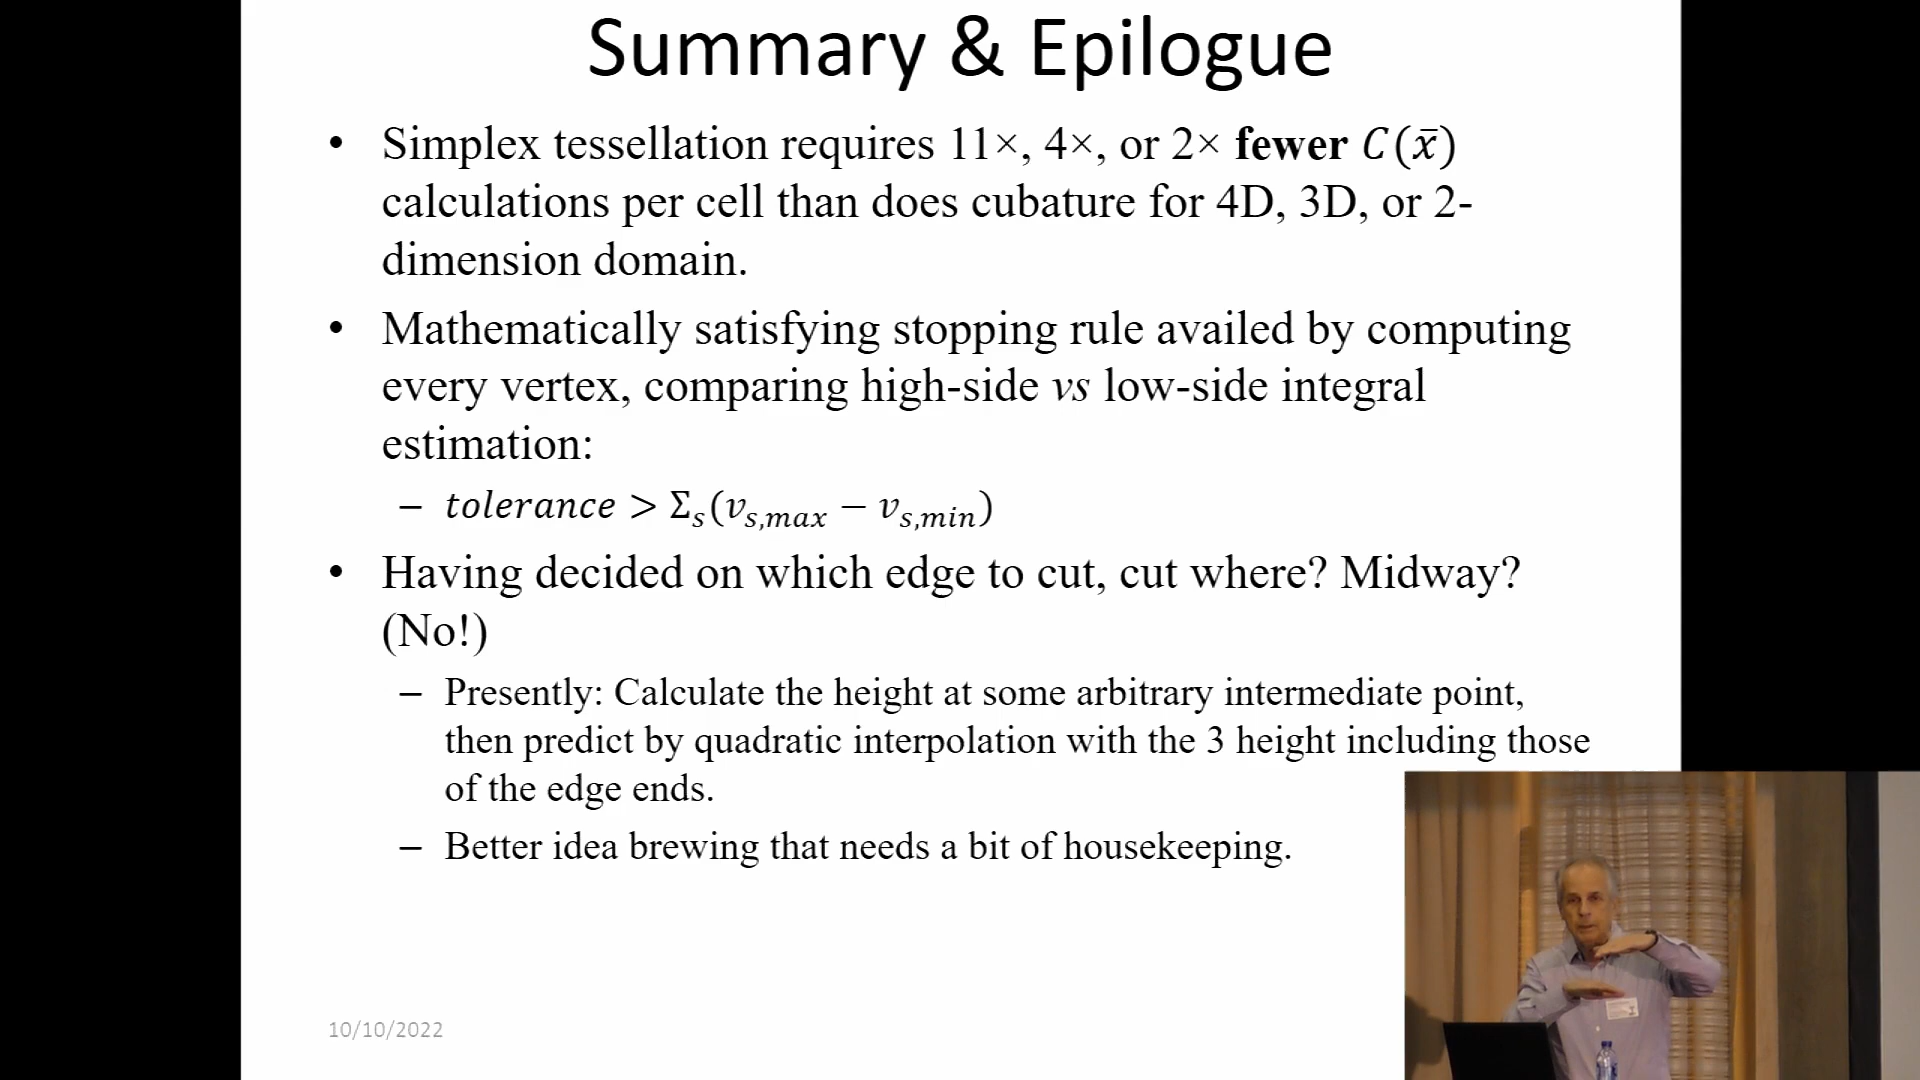 Summary & Epilogue
• Simplex tessellation requires 11×, 4×, or 2× fewer C(x̄)
calculations per cell than does cubature for 4D, 3D, or 2-
dimension domain.
• Mathematically satisfying stopping rule availed by computing
every vertex, comparing high-side vs low-side integral
estimation:
– tolerance > Σₛ(vₛ,max − vₛ,min)
• Having decided on which edge to cut, cut where? Midway?
(No!)
– Presently: Calculate the height at some arbitrary intermediate point,
then predict by quadratic interpolation with the 3 height including those
of the edge ends.
– Better idea brewing that needs a bit of housekeeping.
10/10/2022